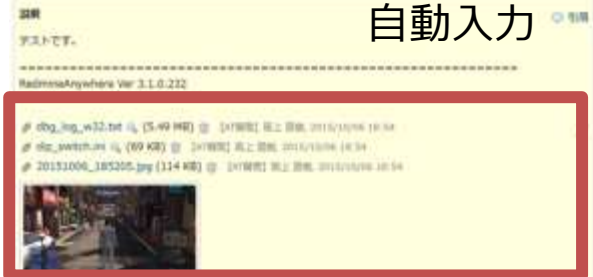 説明
自動入力
引用
テストです。
================================================================
RedmineAnywhere Ver 3.1.0.232
dbg_log_w32.txt (5.49 MB) 2015/10/06 18:54
(69 KB) 2015/10/06 18:54
20151006_185205.jpg (114 KB) 2015/10/06 18:54